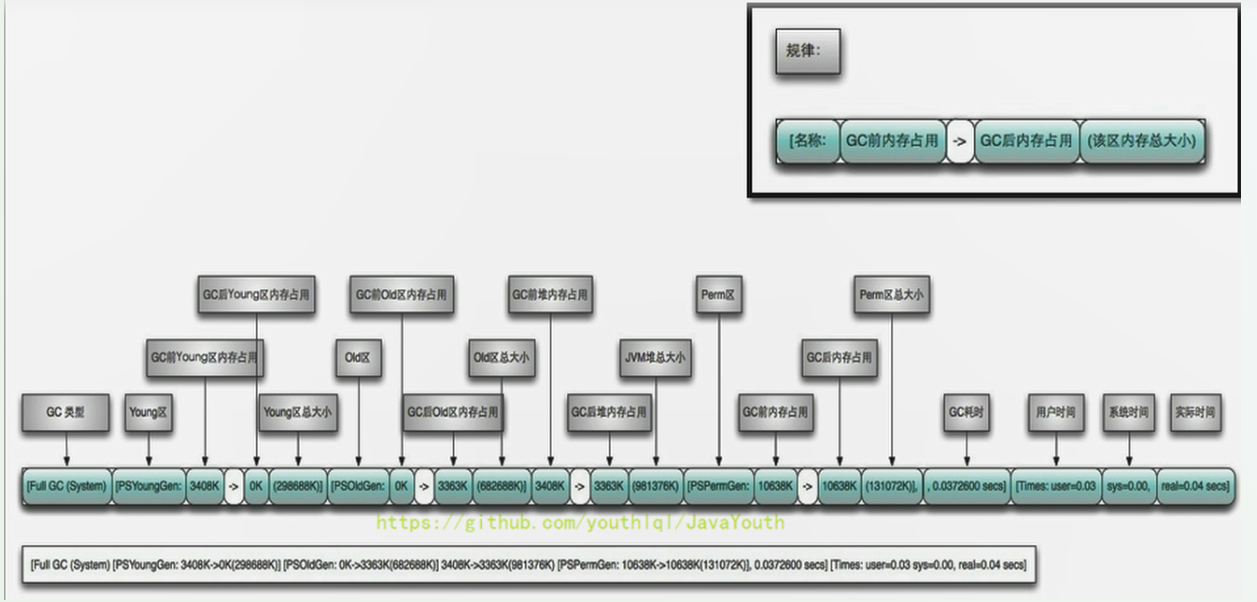 规律：
[名称: GC前内存占用 -> GC后内存占用 (该区内存总大小)
GC后Young区内存占用 GC前Old区内存占用 GC前堆内存占用 Perm区 Perm区总大小
GC前Young区内存占用 Old区 Old区总大小 JVM堆总大小 GC后内存占用
GC 类型 Young区 Young区总大小 GC后Old区内存占用 GC后堆内存占用 GC前内存占用 GC耗时 用户时间 系统时间 实际时间
[Full GC (System) [PSYoungGen: 3408K -> 0K (298688K)] [PSOldGen: 0K -> 3363K (682688K)] 3408K -> 3363K (981376K) [PSPermGen: 10638K -> 10638K (131072K)], , 0.0372600 secs] [Times: user=0.03 sys=0.00, real=0.04 secs]
https://github.com/youthlql/JavaYouth
[Full GC (System) [PSYoungGen: 3408K->0K(298688K)] [PSOldGen: 0K->3363K(682688K)] 3408K->3363K(981376K) [PSPermGen: 10638K->10638K(131072K)], 0.0372600 secs] [Times: user=0.03 sys=0.00, real=0.04 secs]